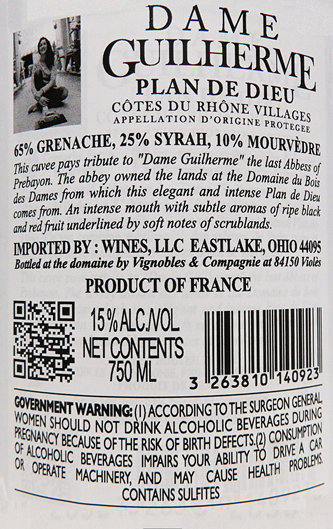 DAME
GUILHERME
PLAN DE DIEU
CÔTES DU RHÔNE VILLAGES
APPELLATION D'ORIGINE PROTEGEE
65% GRENACHE, 25% SYRAH, 10% MOURVÈDRE
This cuvee pays tribute to "Dame Guilherme" the last Abbess of
Prebayon. The abbey owned the lands at the Domaine du Bois
des Dames from which this elegant and intense Plan de Dieu
comes from. An intense mouth with subtle aromas of ripe black
and red fruit underlined by soft notes of scrublands.
IMPORTED BY : WINES, LLC EASTLAKE, OHIO 44095
Bottled at the domaine by Vignobles & Compagnie at 84150 Violès
PRODUCT OF FRANCE
15% ALC./VOL.
NET CONTENTS
750 ML
3 263810 140923
GOVERNMENT WARNING: (1) ACCORDING TO THE SURGEON GENERAL,
WOMEN SHOULD NOT DRINK ALCOHOLIC BEVERAGES DURING
PREGNANCY BECAUSE OF THE RISK OF BIRTH DEFECTS. (2) CONSUMPTION
OF ALCOHOLIC BEVERAGES IMPAIRS YOUR ABILITY TO DRIVE A CAR
OR OPERATE MACHINERY, AND MAY CAUSE HEALTH PROBLEMS.
CONTAINS SULFITES